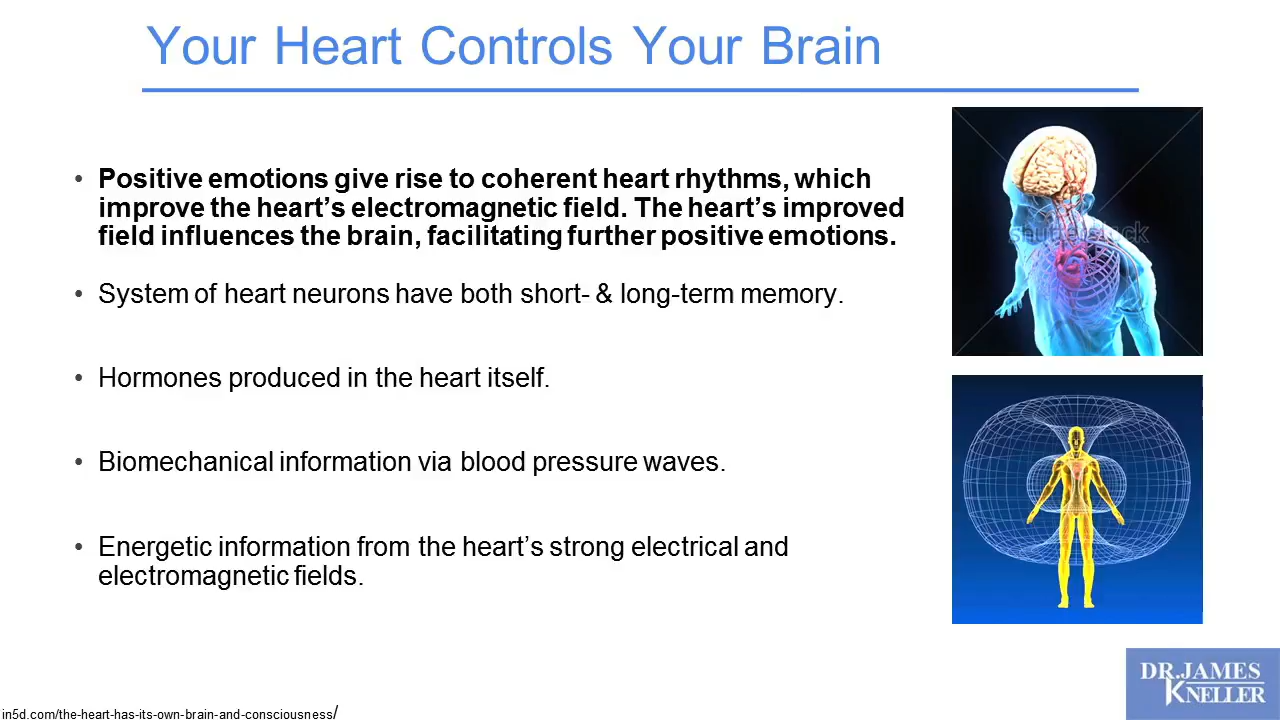 Your Heart Controls Your Brain
• Positive emotions give rise to coherent heart rhythms, which
improve the heart’s electromagnetic field. The heart’s improved
field influences the brain, facilitating further positive emotions.
• System of heart neurons have both short- & long-term memory.
• Hormones produced in the heart itself.
• Biomechanical information via blood pressure waves.
• Energetic information from the heart’s strong electrical and
electromagnetic fields.
shutterstock
DR.JAMES
KNELLER
in5d.com/the-heart-has-its-own-brain-and-consciousness/